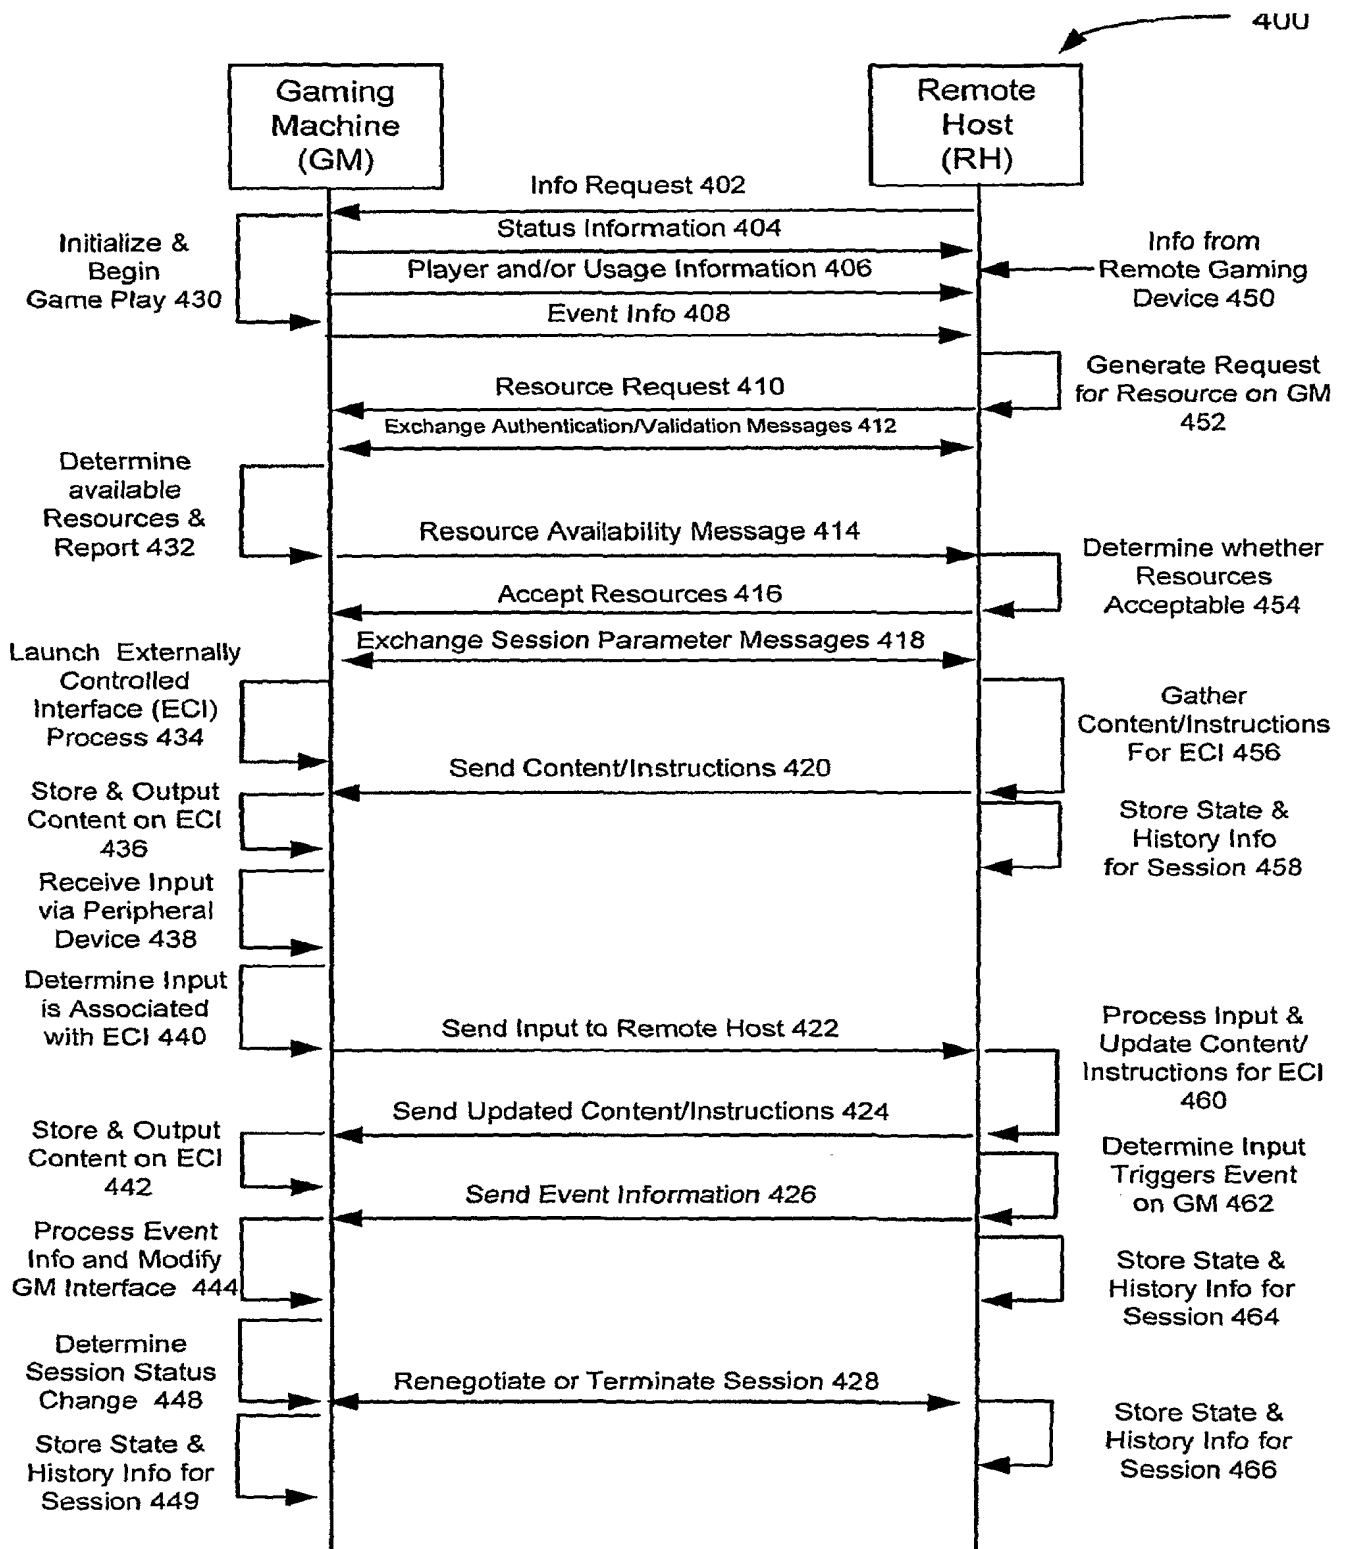 400
Gaming
Machine
(GM)
Remote
Host
(RH)
Info Request 402
Status Information 404
Initialize &
Begin
Game Play 430
Player and/or Usage Information 406
Info from
Remote Gaming
Device 450
Event Info 408
Generate Request
for Resource on GM
452
Resource Request 410
Exchange Authentication/Validation Messages 412
Determine
available
Resources &
Report 432
Resource Availability Message 414
Determine whether
Resources
Acceptable 454
Accept Resources 416
Exchange Session Parameter Messages 418
Launch Externally
Controlled
Interface (ECI)
Process 434
Gather
Content/Instructions
For ECI 456
Send Content/Instructions 420
Store & Output
Content on ECI
436
Store State &
History Info
for Session 458
Receive Input
via Peripheral
Device 438
Determine Input
is Associated
with ECI 440
Send Input to Remote Host 422
Process Input &
Update Content/
Instructions for ECI
460
Send Updated Content/Instructions 424
Store & Output
Content on ECI
442
Determine Input
Triggers Event
on GM 462
Send Event Information 426
Process Event
Info and Modify
GM Interface 444
Store State &
History Info for
Session 464
Determine
Session Status
Change 448
Renegotiate or Terminate Session 428
Store State &
History Info for
Session 466
Store State &
History Info for
Session 449